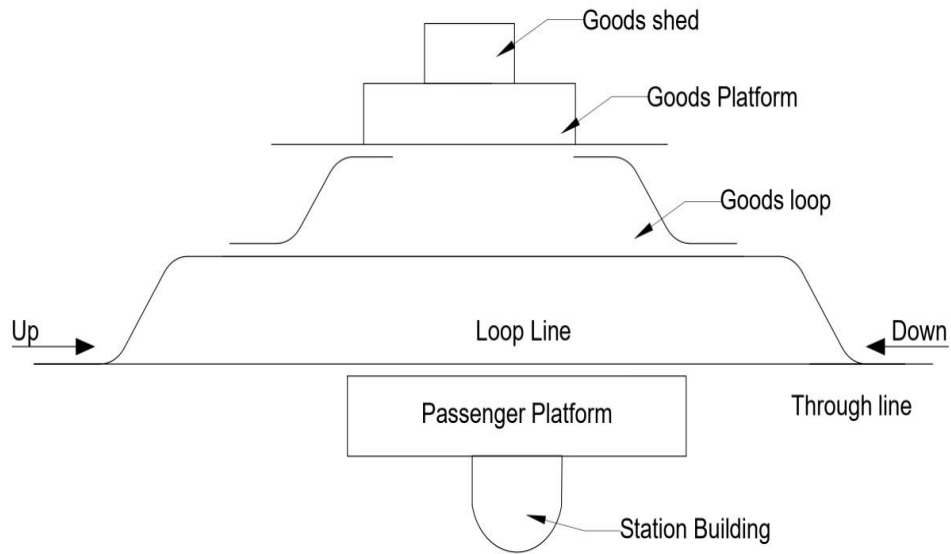 Goods shed
Goods Platform
Goods loop
Up
Loop Line
Down
Through line
Passenger Platform
Station Building